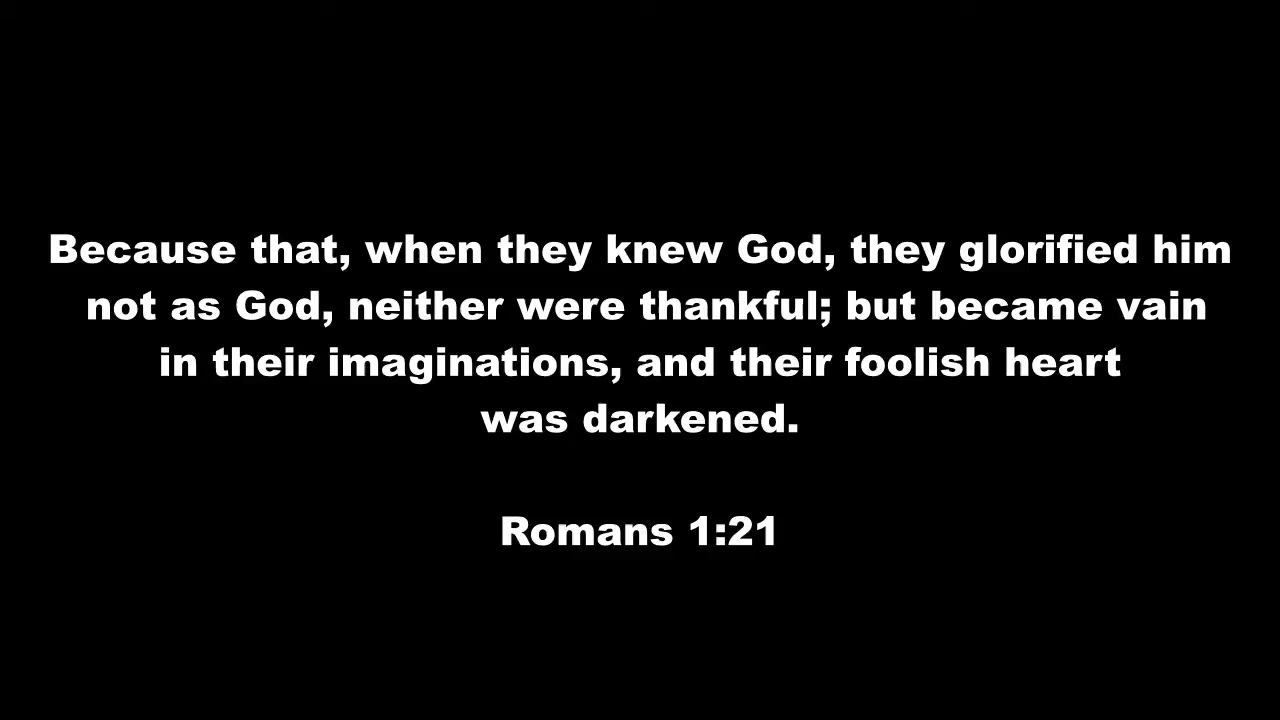 Because that, when they knew God, they glorified him
not as God, neither were thankful; but became vain
in their imaginations, and their foolish heart
was darkened.
Romans 1:21